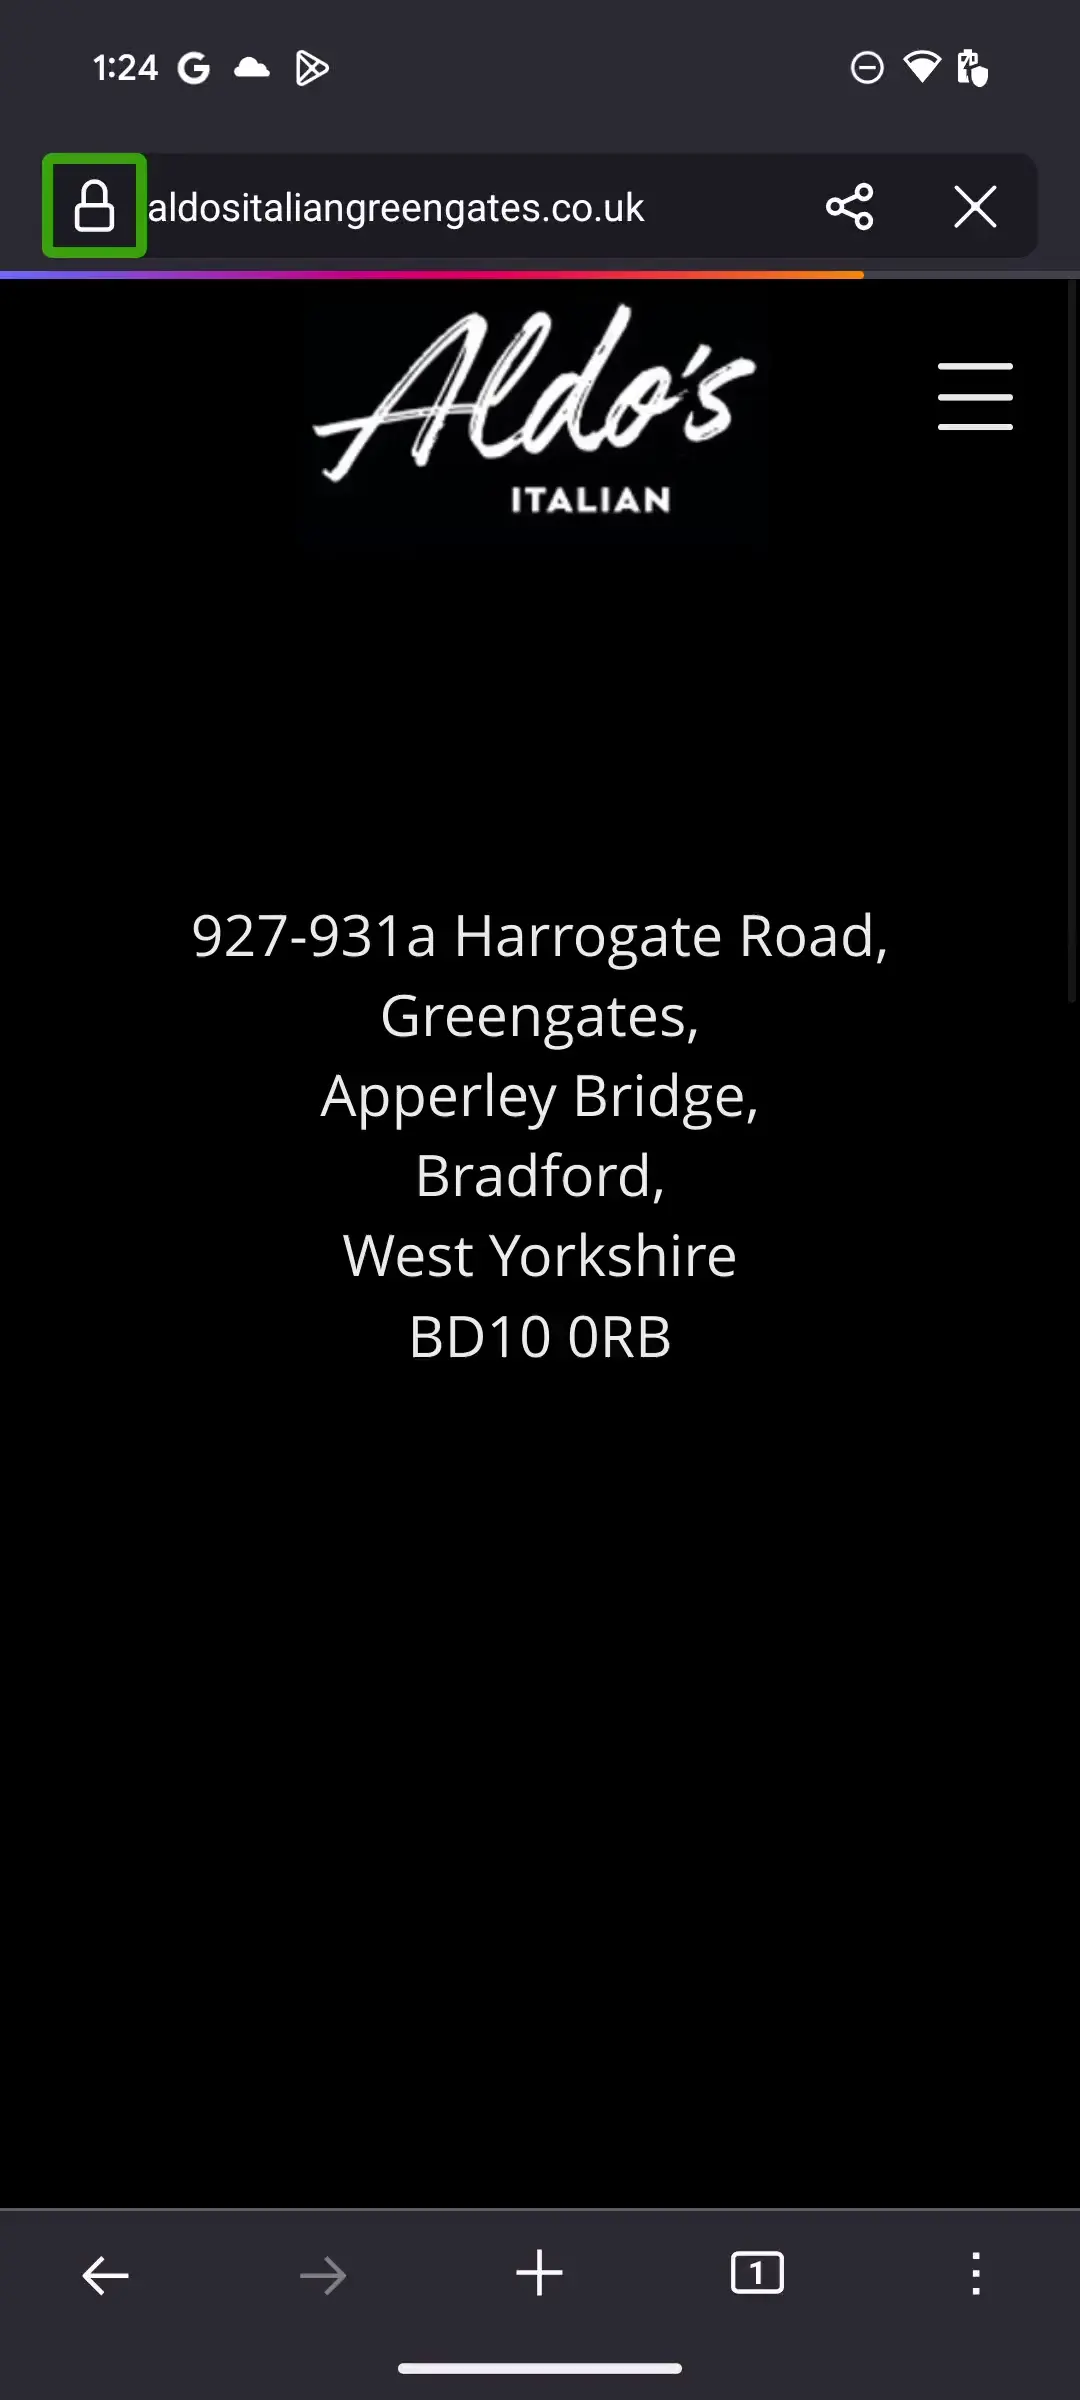 1:24
aldositaliangreengates.co.uk
Aldo's
ITALIAN
927-931a Harrogate Road,
Greengates,
Apperley Bridge,
Bradford,
West Yorkshire
BD10 0RB
1